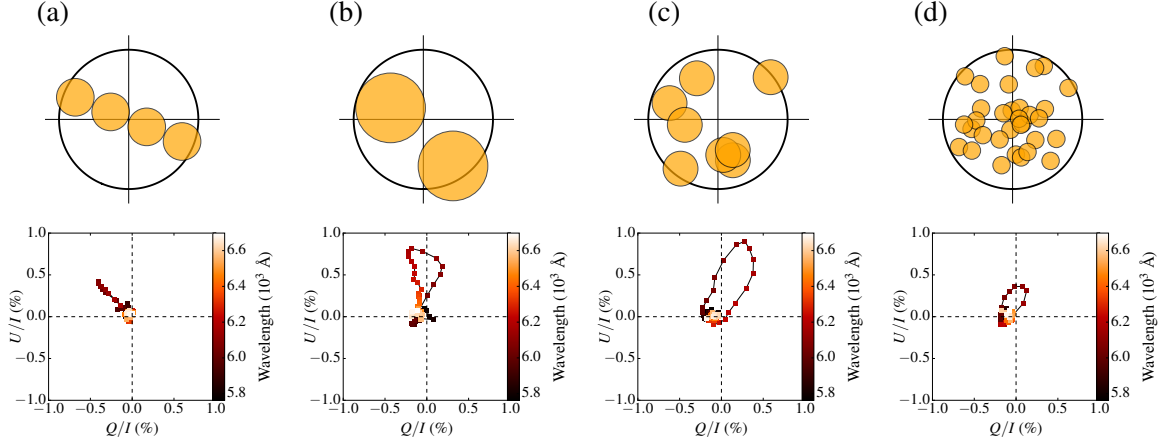 (a) (b) (c) (d)
1.0 1.0 1.0 1.0
0.5 0.5 0.5 0.5
0.0 0.0 0.0 0.0
−0.5 −0.5 −0.5 −0.5
−1.0 −1.0 −1.0 −1.0
U/I (%) U/I (%) U/I (%) U/I (%)
−1.0 −0.5 0.0 0.5 1.0 −1.0 −0.5 0.0 0.5 1.0 −1.0 −0.5 0.0 0.5 1.0 −1.0 −0.5 0.0 0.5 1.0
Q/I (%) Q/I (%) Q/I (%) Q/I (%)
6.6 6.6 6.6 6.6
6.4 6.4 6.4 6.4
6.2 6.2 6.2 6.2
6.0 6.0 6.0 6.0
5.8 5.8 5.8 5.8
Wavelength (10³ Å) Wavelength (10³ Å) Wavelength (10³ Å) Wavelength (10³ Å)